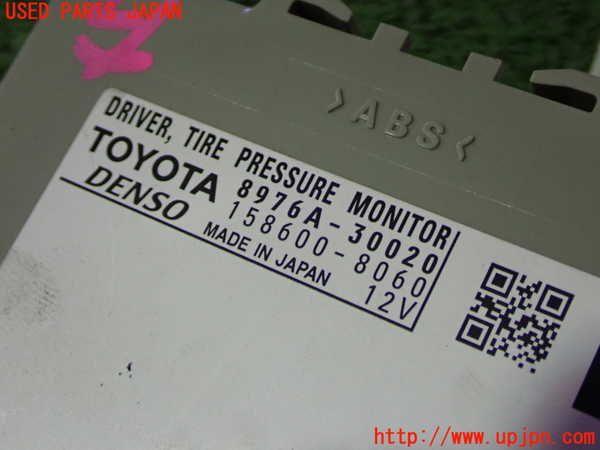 USED PARTS JAPAN
>ABS<
DRIVER, TIRE PRESSURE MONITOR
TOYOTA 8976A-30020
DENSO 158600-8060
MADE IN JAPAN 12V
http://www.upjpn.com/